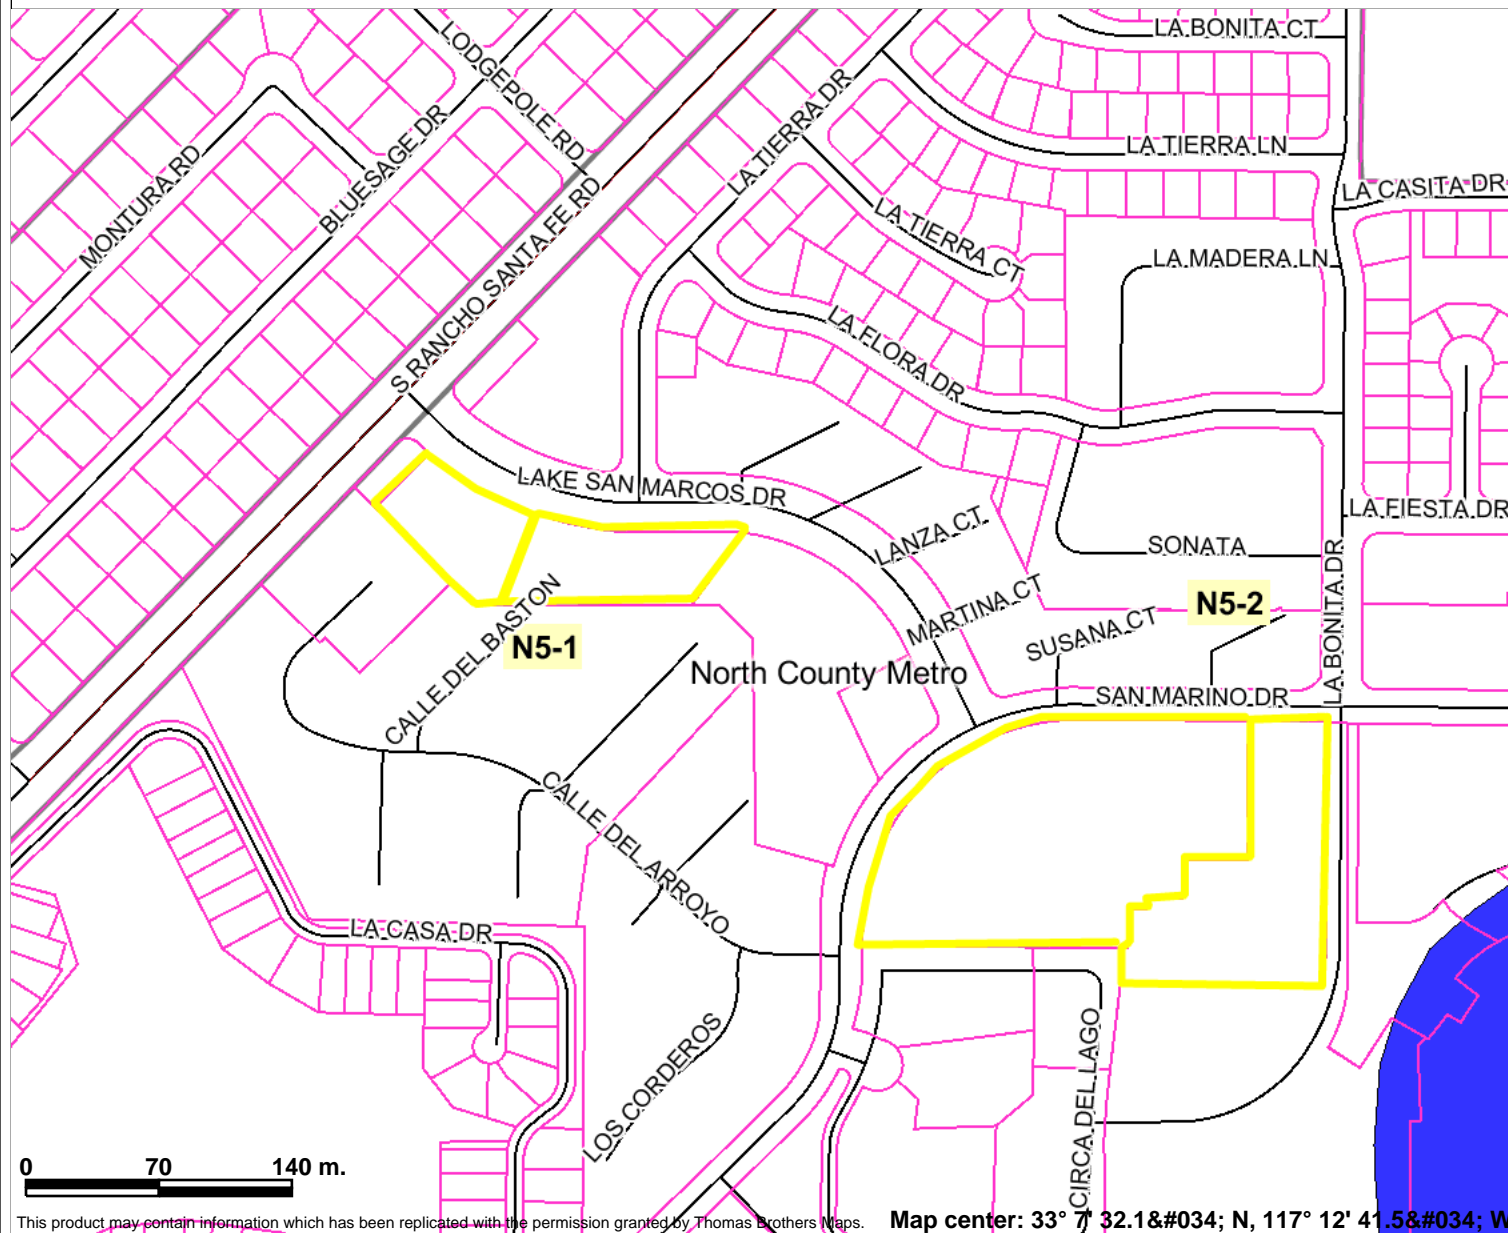 LA BONITA CT
LODGEPOLE RD
LA TIERRA DR
LA TIERRA LN
BLUESAGE DR
MONTURA RD
LA CASITA DR
S RANCHO SANTA FE RD
LA TIERRA CT
LA MADERA LN
LA FLORA DR
LAKE SAN MARCOS DR
LA FIESTA DR
LANZA CT
SONATA
LA BONITA DR
MARTINA CT
N5-2
CALLE DEL BASTON
N5-1
SUSANA CT
North County Metro
SAN MARINO DR
CALLE DEL ARROYO
LA CASA DR
LOS CORDEROS
CIRCA DEL LAGO
0 70 140 m.
This product may contain information which has been replicated with the permission granted by Thomas Brothers Maps.
Map center: 33° 7' 32.1&#034; N, 117° 12' 41.5&#034; W